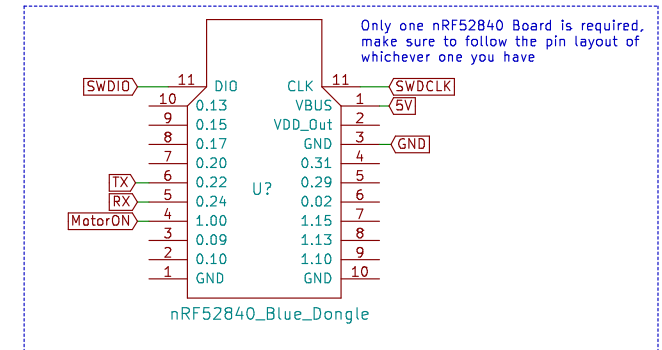 Only one nRF52840 Board is required,
make sure to follow the pin layout of
whichever one you have
SWDIO 11 DIO CLK 11 SWDCLK
10 0.13 VBUS 1 5V
9 0.15 VDD_Out 2
8 0.17 GND 3 GND
7 0.20 0.31 4
TX 6 0.22 0.29 5
U?
RX 5 0.24 0.02 6
MotorON 4 1.00 1.15 7
3 0.09 1.13 8
2 0.10 1.10 9
1 GND GND 10
nRF52840_Blue_Dongle